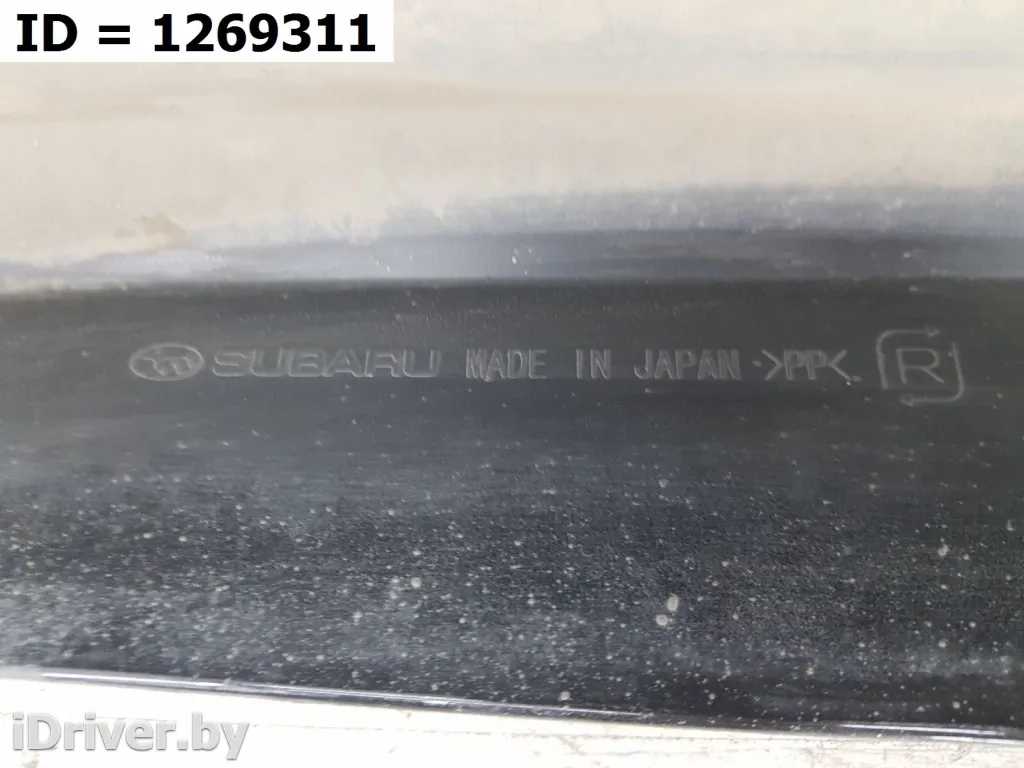 ID = 1269311
SUBARU MADE IN JAPAN >PP< R
iDriver.by